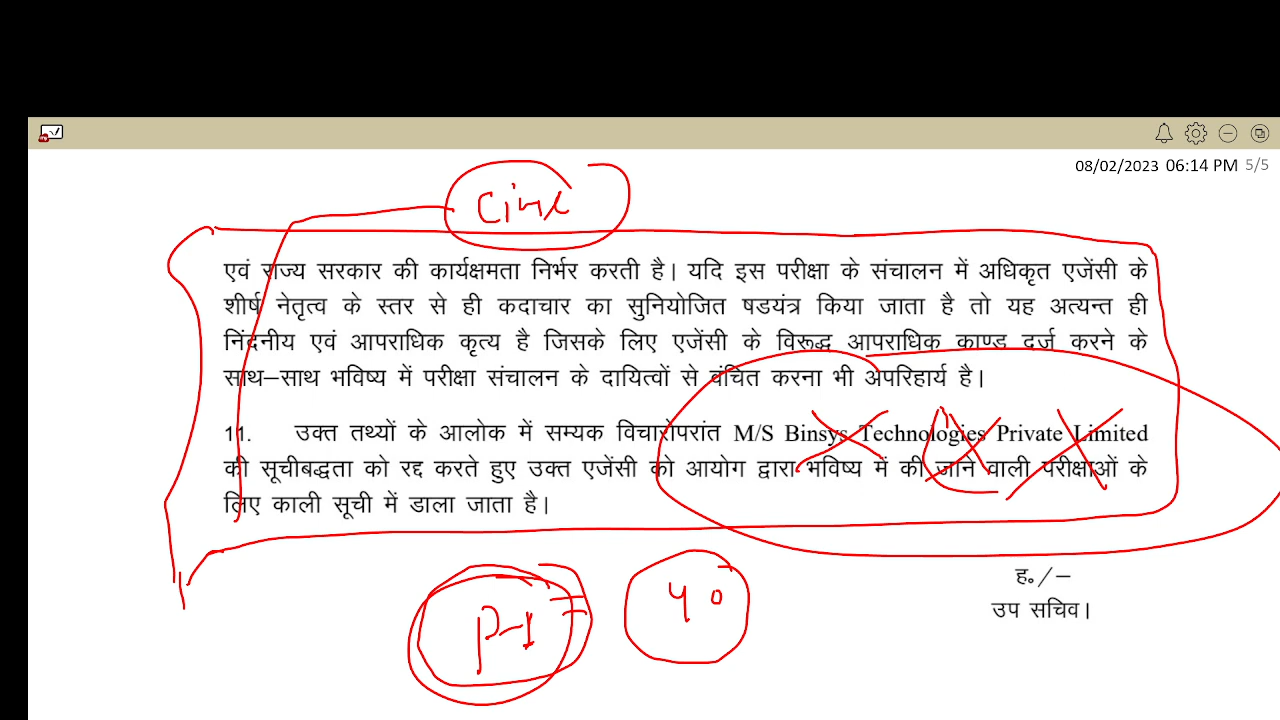 08/02/2023 06:14 PM 5/5
एवं राज्य सरकार की कार्यक्षमता निर्भर करती है। यदि इस परीक्षा के संचालन में अधिकृत एजेंसी के
शीर्ष नेतृत्व के स्तर से ही कदाचार का सुनियोजित षडयंत्र किया जाता है तो यह अत्यन्त ही
निंदनीय एवं आपराधिक कृत्य है जिसके लिए एजेंसी के विरूद्ध आपराधिक काण्ड दर्ज करने के
साथ–साथ भविष्य में परीक्षा संचालन के दायित्वों से वंचित करना भी अपरिहार्य है।
11. उक्त तथ्यों के आलोक में सम्यक विचारोपरांत M/S Binsys Technologies Private Limited
की सूचीबद्धता को रद्द करते हुए उक्त एजेंसी को आयोग द्वारा भविष्य में की जाने वाली परीक्षाओं के
लिए काली सूची में डाला जाता है।
ह॰/–
उप सचिव।
P-I